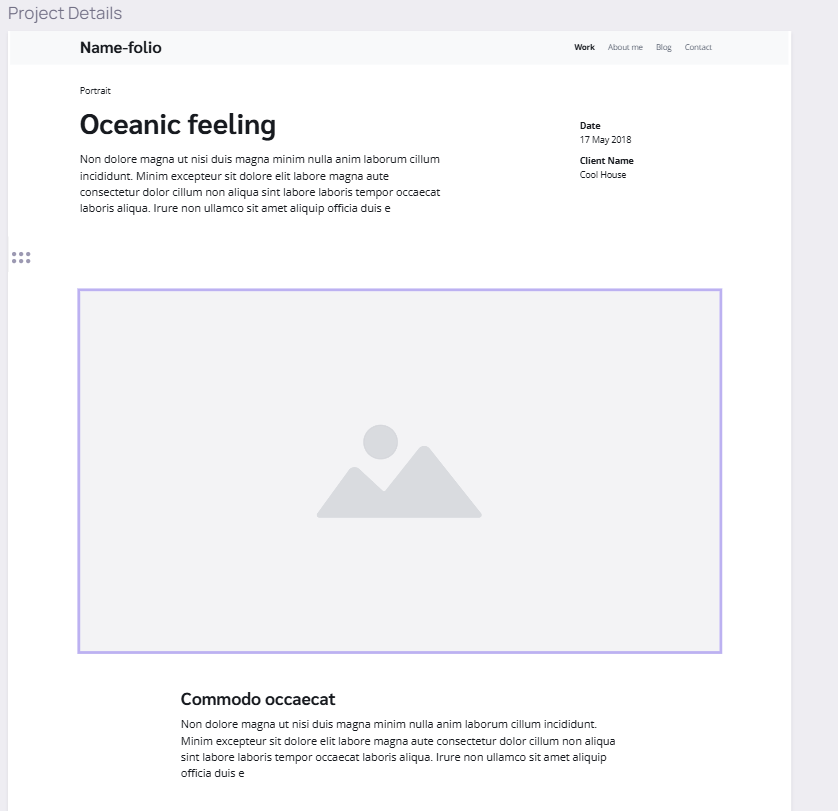 Project Details
Name-folio
Work About me Blog Contact
Portrait
Oceanic feeling
Non dolore magna ut nisi duis magna minim nulla anim laborum cillum
incididunt. Minim excepteur sit dolore elit labore magna aute
consectetur dolor cillum non aliqua sint labore laboris tempor occaecat
laboris aliqua. Irure non ullamco sit amet aliquip officia duis e
Date
17 May 2018
Client Name
Cool House
Commodo occaecat
Non dolore magna ut nisi duis magna minim nulla anim laborum cillum incididunt.
Minim excepteur sit dolore elit labore magna aute consectetur dolor cillum non aliqua
sint labore laboris tempor occaecat laboris aliqua. Irure non ullamco sit amet aliquip
officia duis e